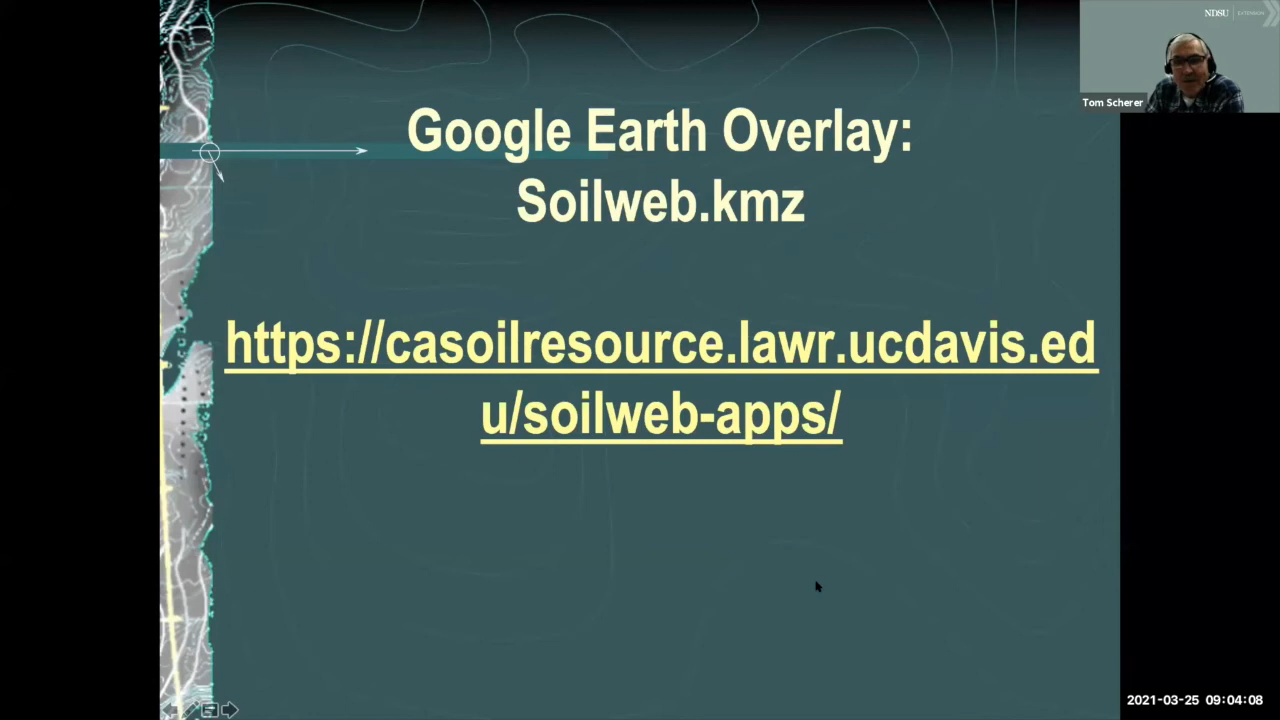 NDSU EXTENSION
Tom Scherer
Google Earth Overlay:
Soilweb.kmz
https://casoilresource.lawr.ucdavis.ed
u/soilweb-apps/
2021-03-25 09:04:08